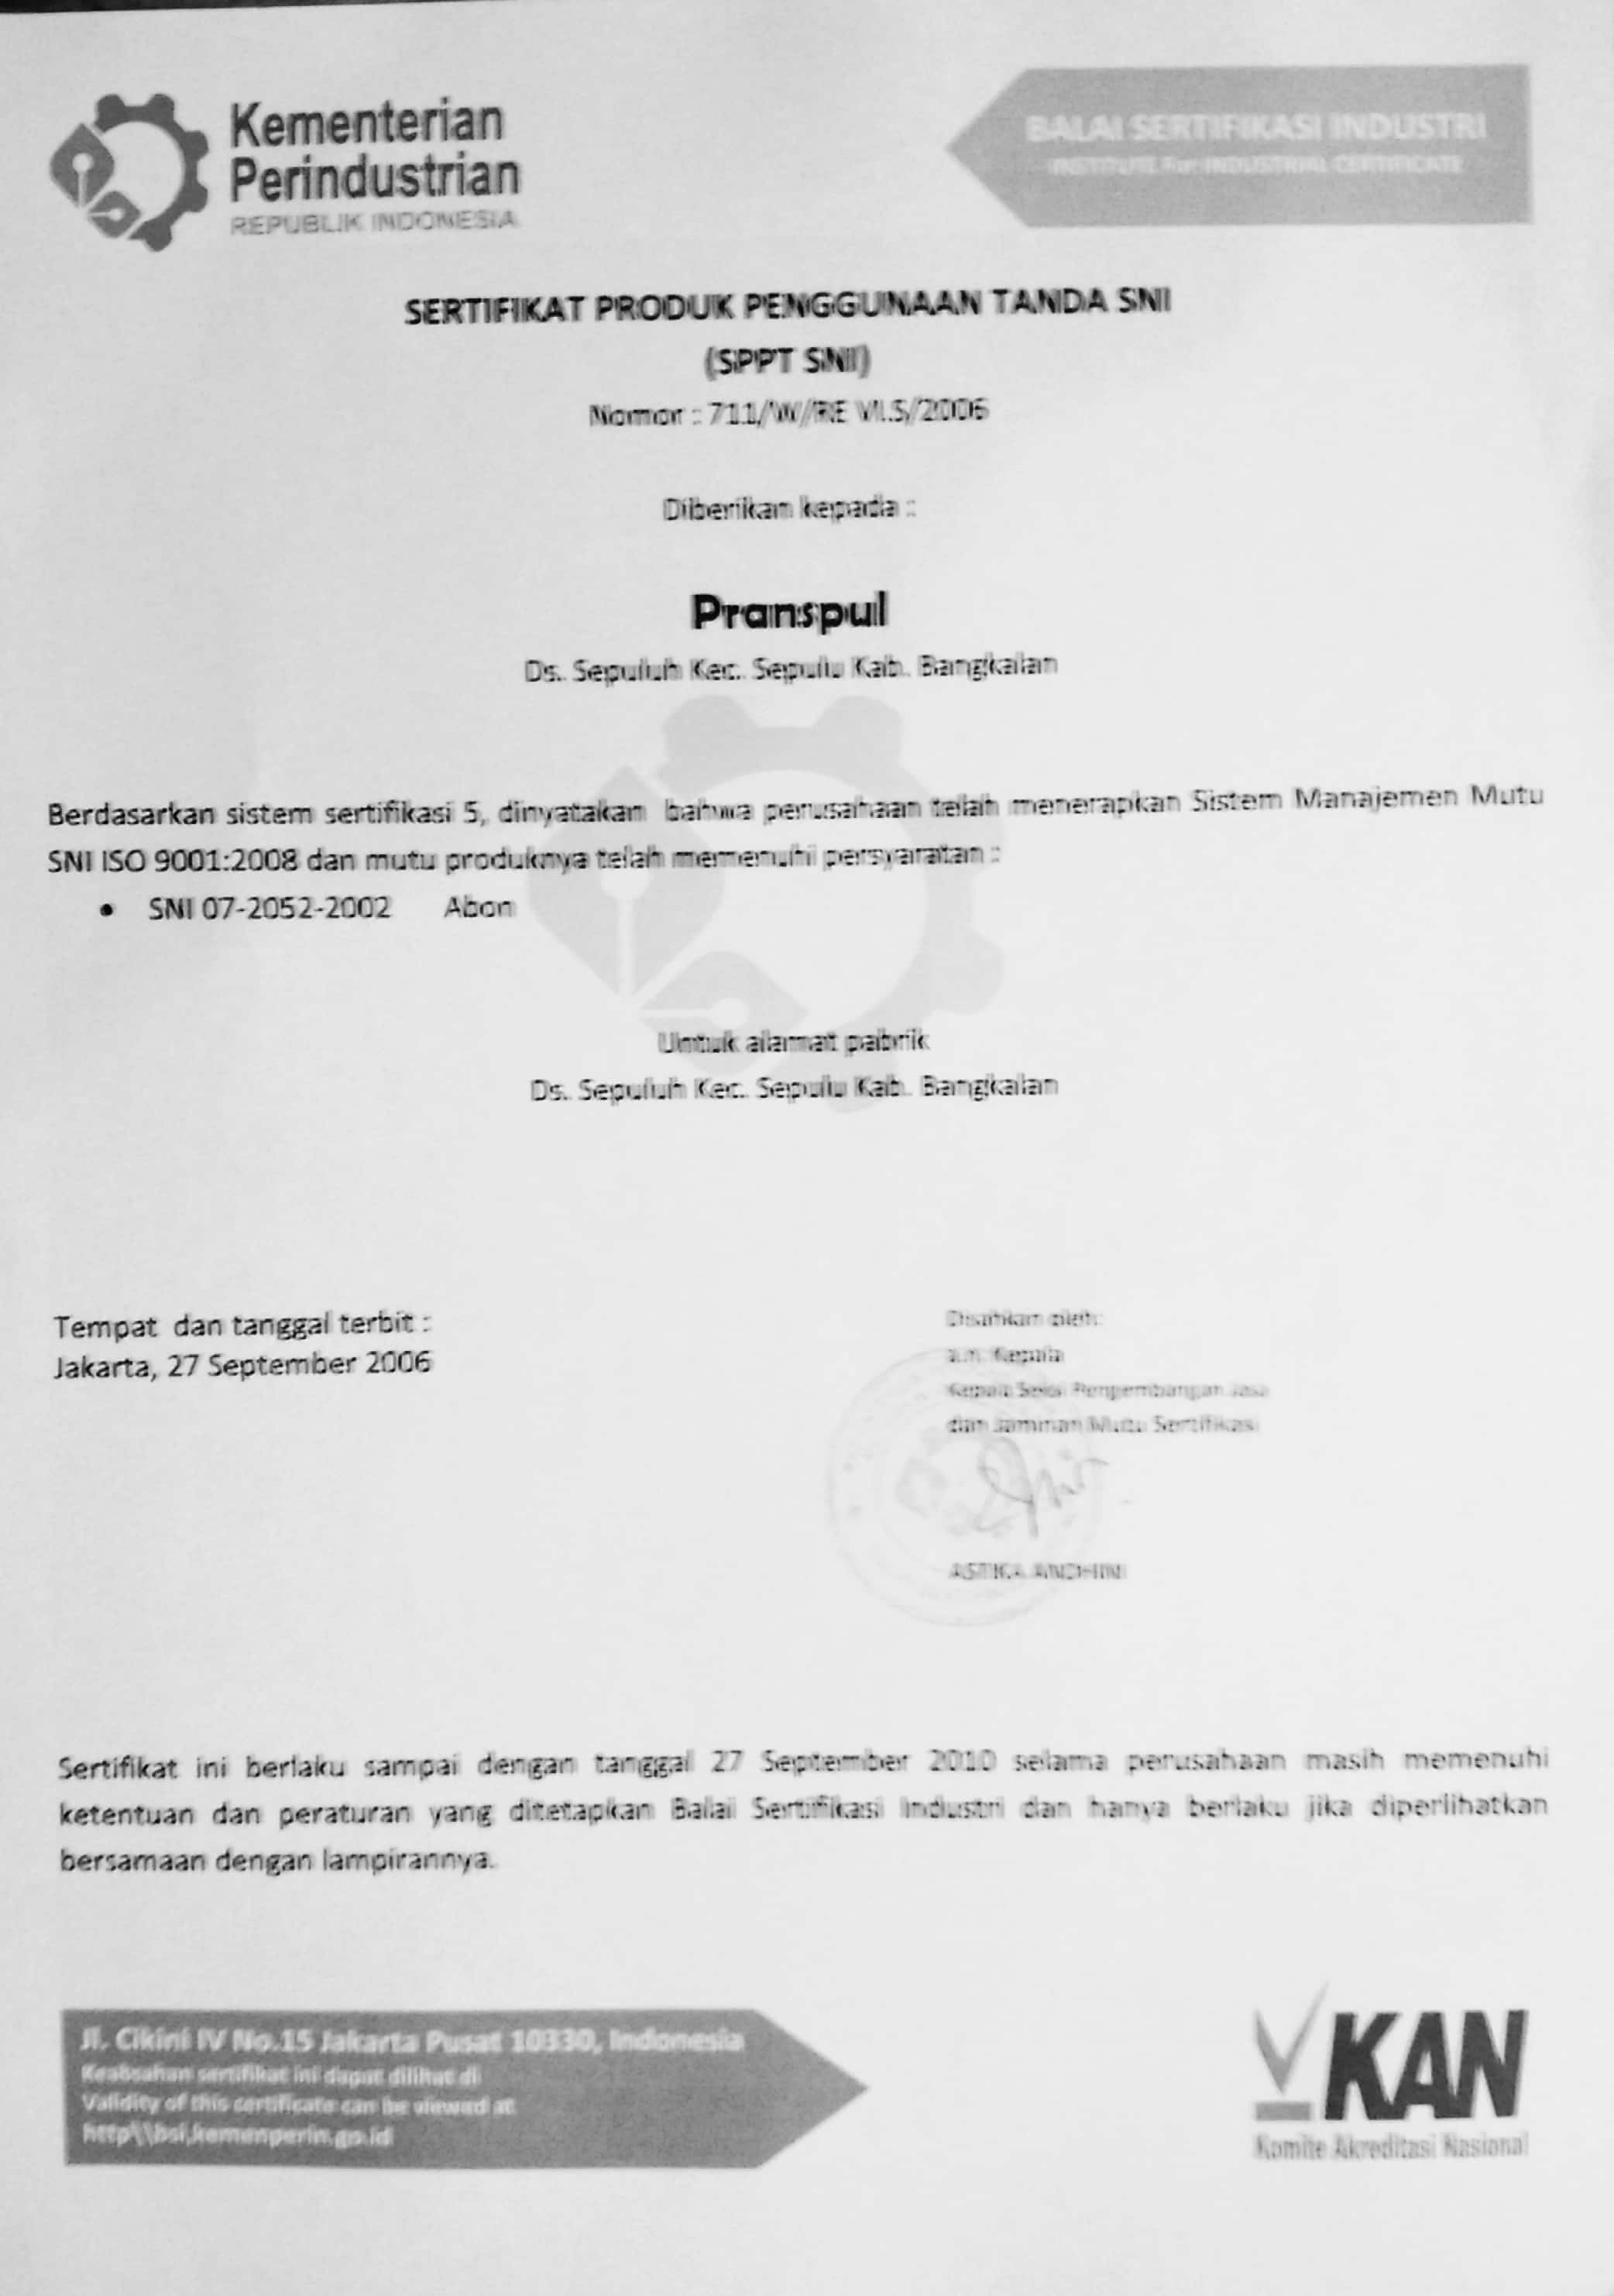 Kementerian
Perindustrian
REPUBLIK INDONESIA
BALAI SERTIFIKASI INDUSTRI
INSTITUTE For INDUSTRIAL CERTIFICATE
SERTIFIKAT PRODUK PENGGUNAAN TANDA SNI
(SPPT SNI)
Nomor : 711/W/RE VI.S/2006
Diberikan kepada :
Pranspul
Ds. Sepuluh Kec. Sepulu Kab. Bangkalan
Berdasarkan sistem sertifikasi 5, dinyatakan bahwa perusahaan telah menerapkan Sistem Manajemen Mutu
SNI ISO 9001:2008 dan mutu produknya telah memenuhi persyaratan :
• SNI 07-2052-2002 Abon
Untuk alamat pabrik
Ds. Sepuluh Kec. Sepulu Kab. Bangkalan
Tempat dan tanggal terbit :
Jakarta, 27 September 2006
Disahkan oleh:
a.n. Kepala
Kepala Seksi Pengembangan Jasa
dan Jaminan Mutu Sertifikasi
ASTIKA ANDHINI
Sertifikat ini berlaku sampai dengan tanggal 27 September 2010 selama perusahaan masih memenuhi
ketentuan dan peraturan yang ditetapkan Balai Sertifikasi Industri dan hanya berlaku jika diperlihatkan
bersamaan dengan lampirannya.
Jl. Cikini IV No.15 Jakarta Pusat 10330, Indonesia
Keabsahan sertifikat ini dapat dilihat di
Validity of this certificate can be viewed at
http\\bsi,kemenperin.go.id
KAN
Komite Akreditasi Nasional